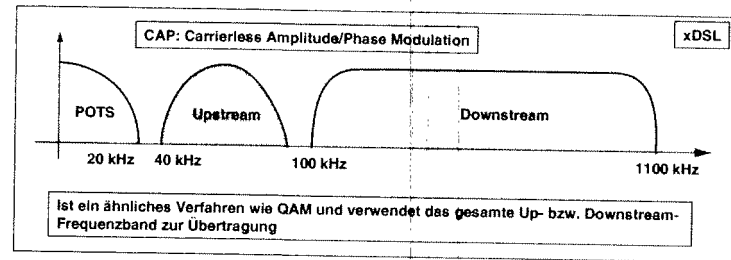 CAP: Carrierless Amplitude/Phase Modulation
xDSL
POTS
Upstream
Downstream
20 kHz
40 kHz
100 kHz
1100 kHz
Ist ein ähnliches Verfahren wie QAM und verwendet das gesamte Up- bzw. Downstream-
Frequenzband zur Übertragung